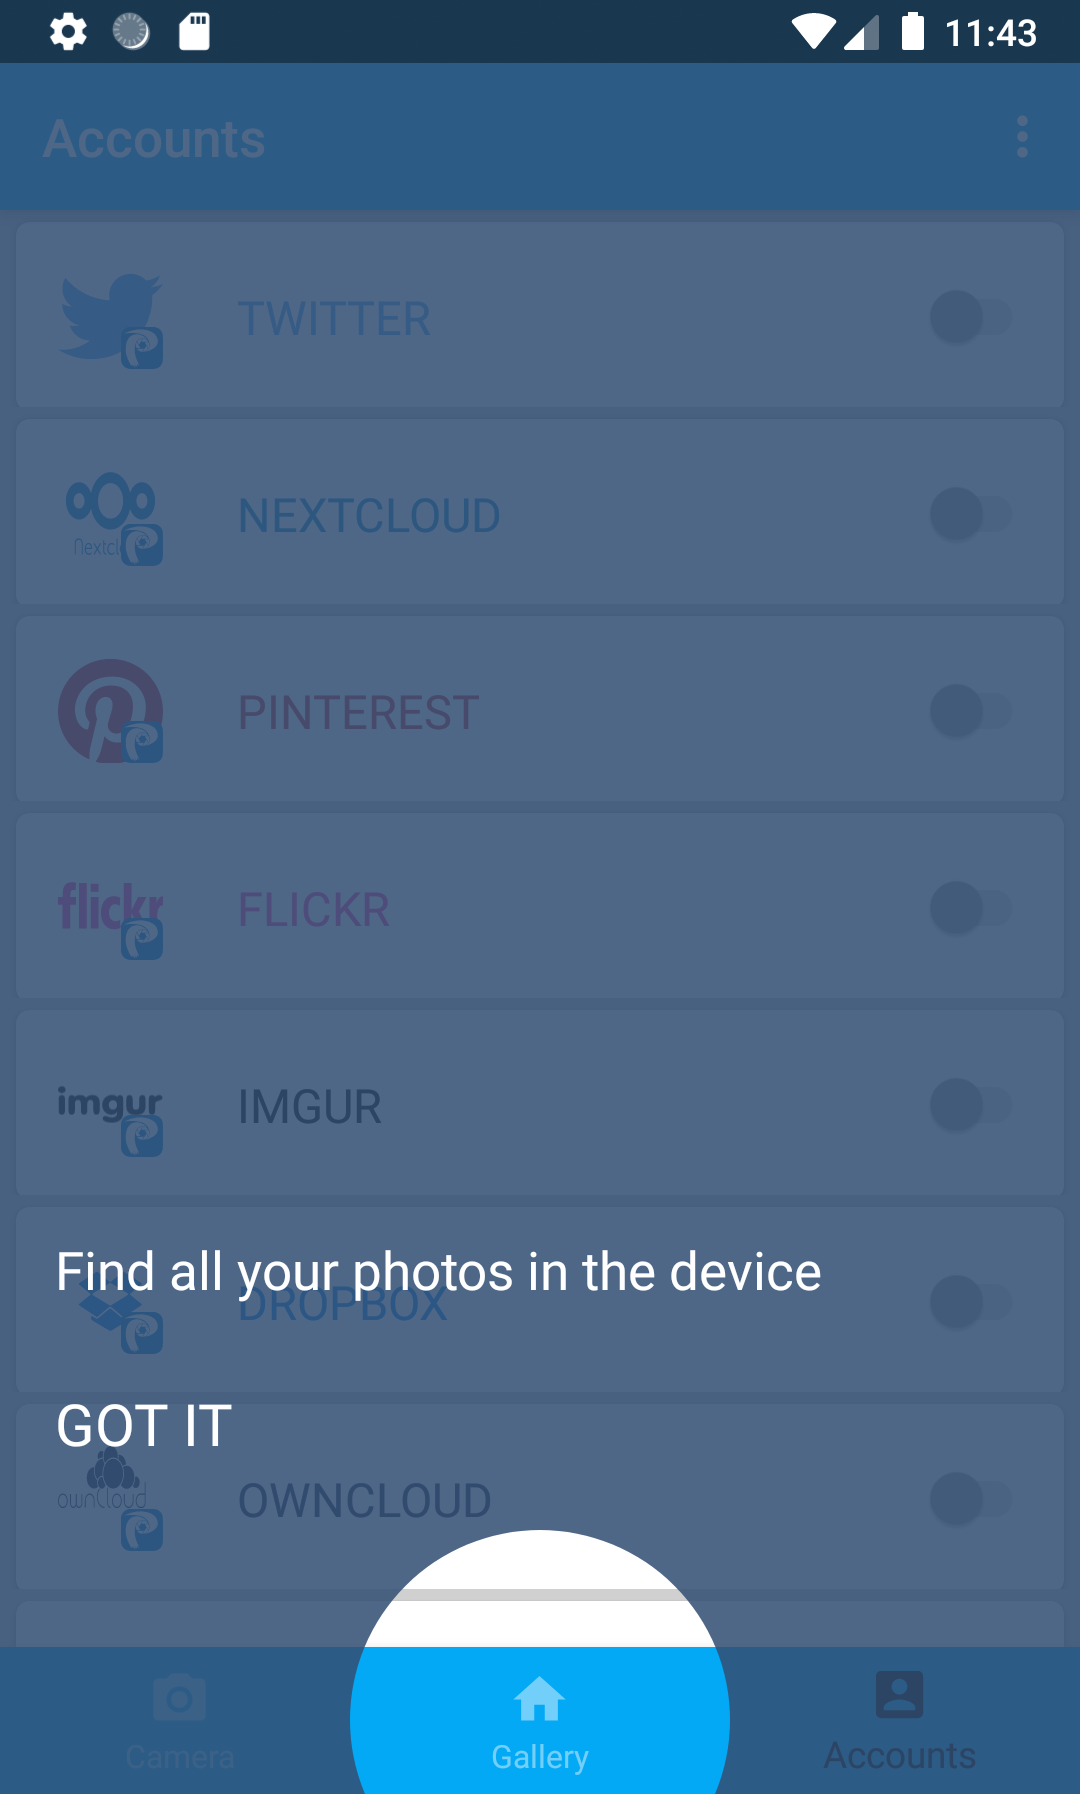 11:43
Accounts
TWITTER
NEXTCLOUD
PINTEREST
flickr
FLICKR
imgur
IMGUR
Find all your photos in the device
DROPBOX
GOT IT
ownCloud
OWNCLOUD
Camera
Gallery
Accounts